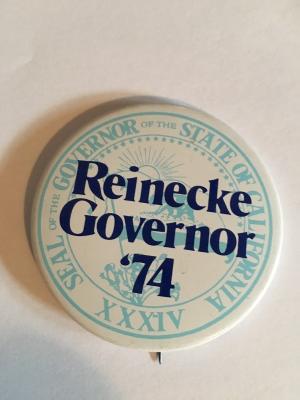 SEAL OF THE GOVERNOR OF THE STATE OF CALIFORNIA
Reinecke
Governor
'74
XXXIV